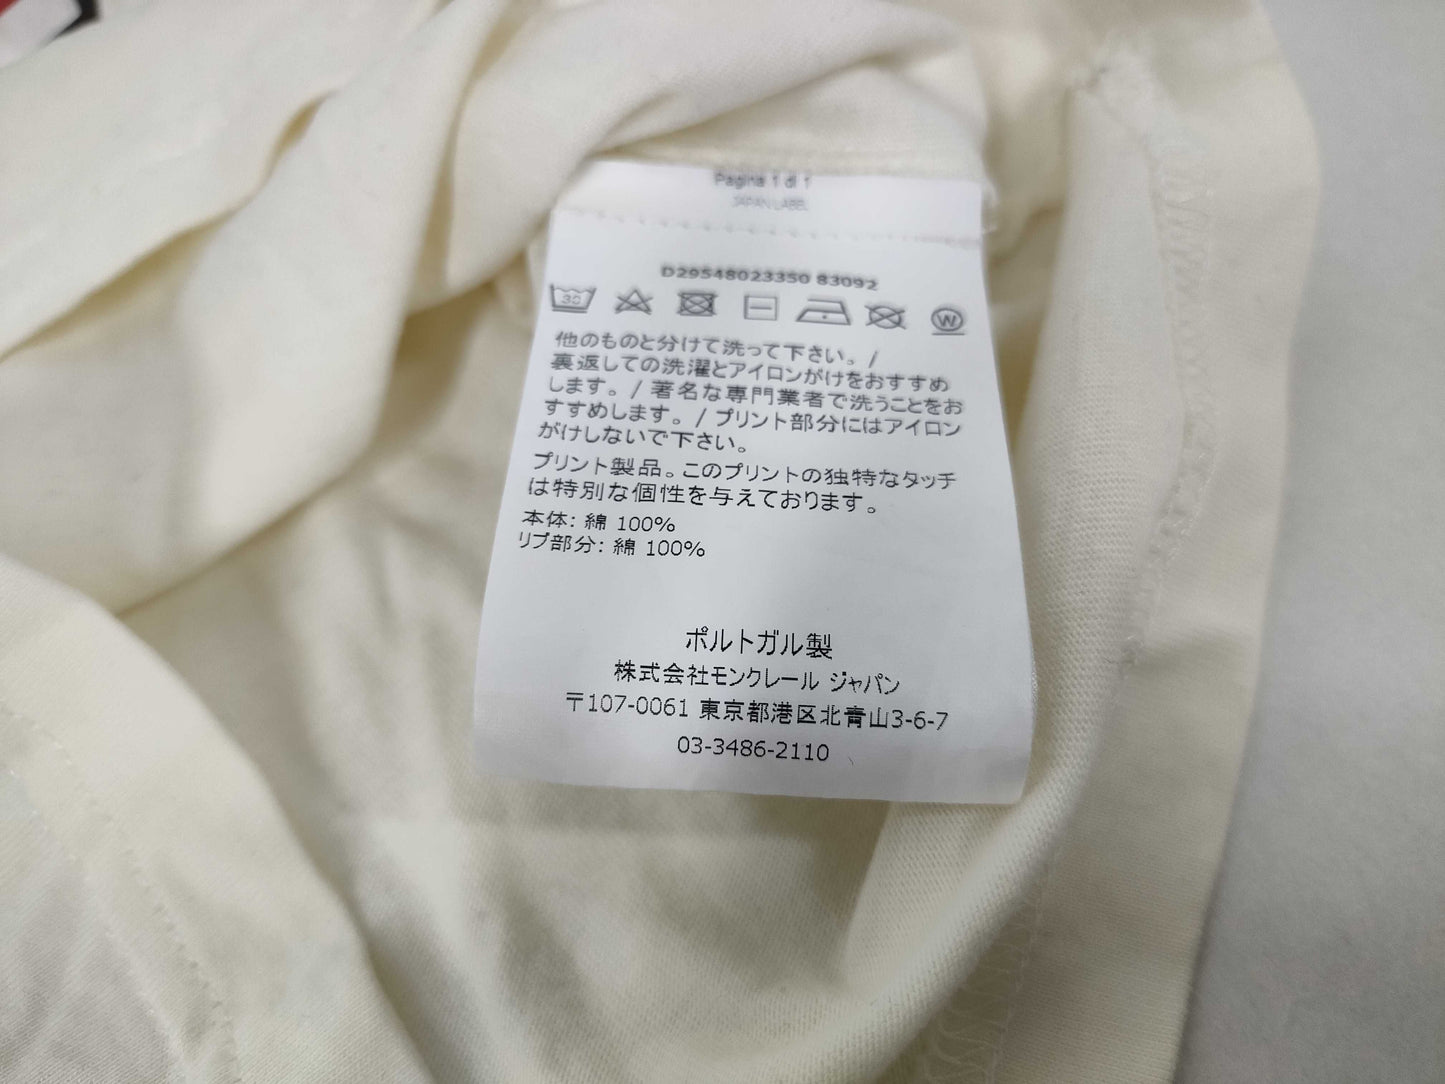 Pagina 1 di 1
JAPAN LABEL
D29548023350 83092
30
W
他のものと分けて洗って下さい。/
裏返しての洗濯とアイロンがけをおすすめ
します。/ 著名な専門業者で洗うことをお
すすめします。/ プリント部分にはアイロン
がけしないで下さい。
プリント製品。このプリントの独特なタッチ
は特別な個性を与えております。
本体: 綿 100%
リブ部分: 綿 100%
ポルトガル製
株式会社モンクレール ジャパン
〒107-0061 東京都港区北青山3-6-7
03-3486-2110